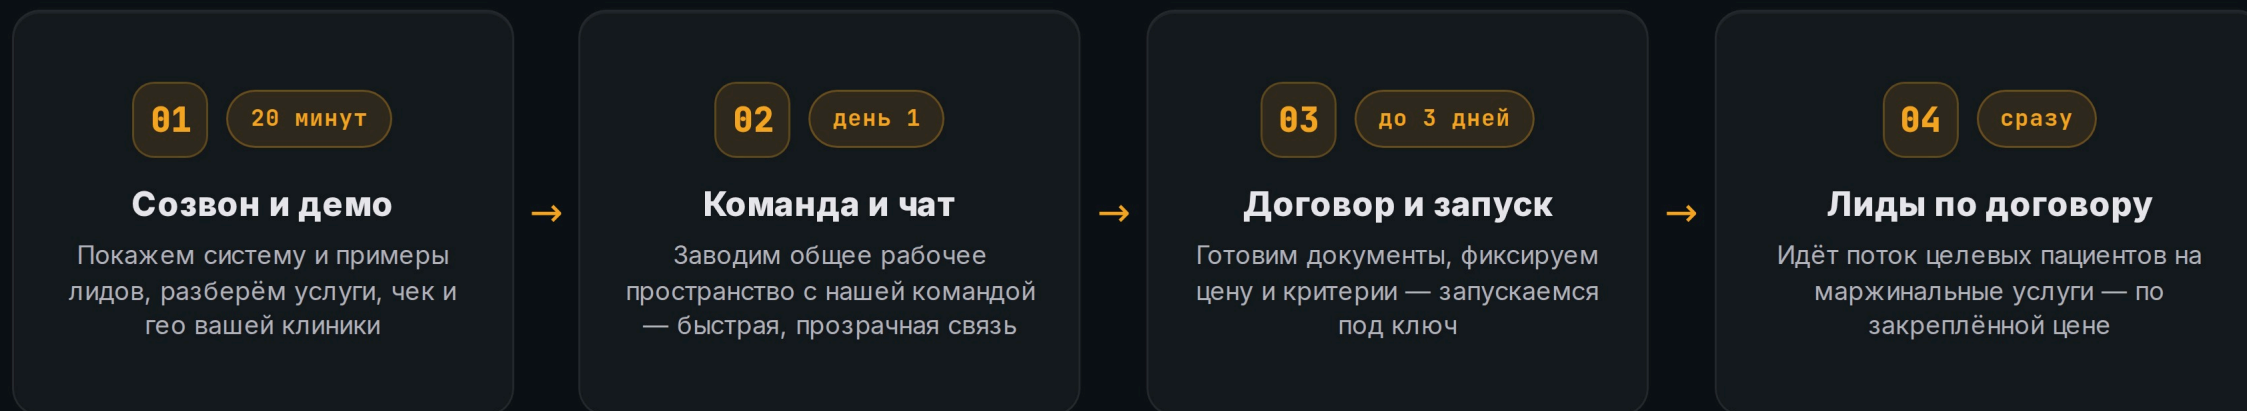 01
20 минут
Созвон и демо
Покажем систему и примеры
лидов, разберём услуги, чек и
гео вашей клиники
→
02
день 1
Команда и чат
Заводим общее рабочее
пространство с нашей командой
— быстрая, прозрачная связь
→
03
до 3 дней
Договор и запуск
Готовим документы, фиксируем
цену и критерии — запускаемся
под ключ
→
04
сразу
Лиды по договору
Идёт поток целевых пациентов на
маржинальные услуги — по
закреплённой цене